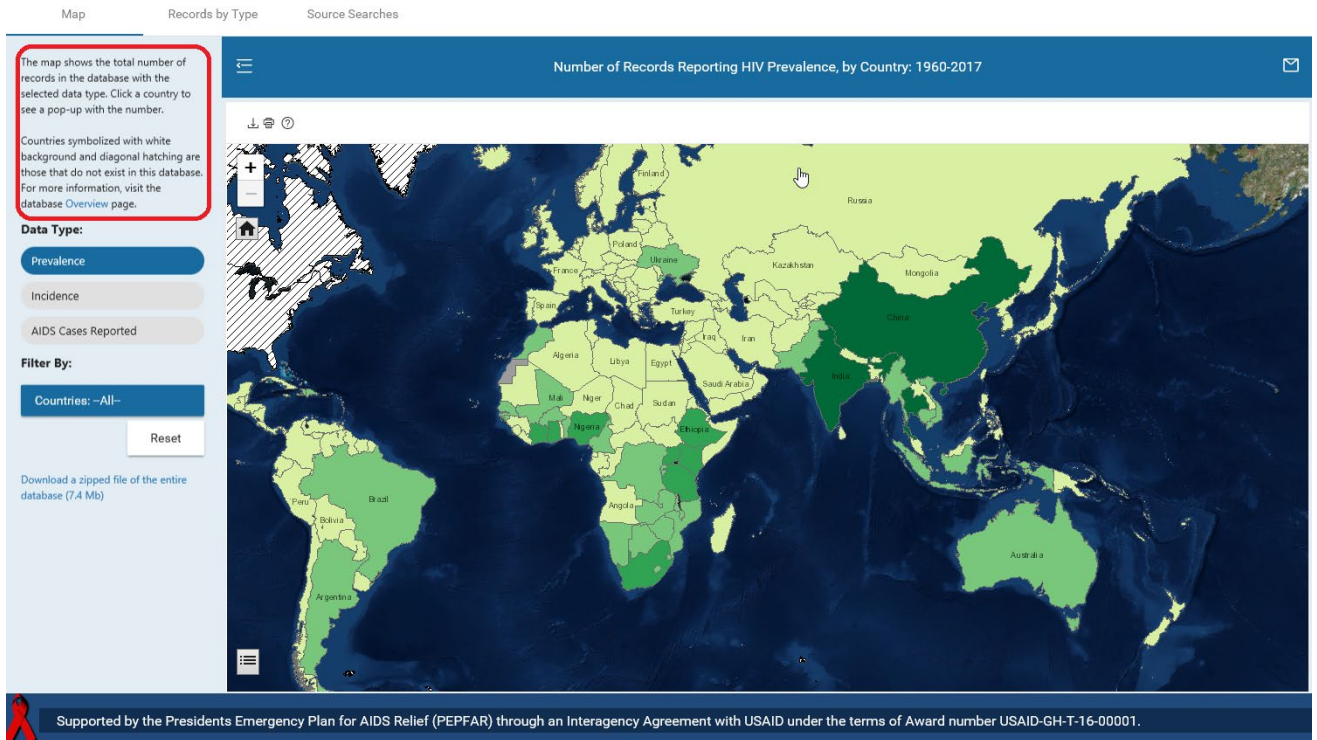 Map
Records by Type
Source Searches
The map shows the total number of
records in the database with the
selected data type. Click a country to
see a pop-up with the number.
Countries symbolized with white
background and diagonal hatching are
those that do not exist in this database.
For more information, visit the
database Overview page.
Data Type:
Prevalence
Incidence
AIDS Cases Reported
Filter By:
Countries: --All--
Reset
Download a zipped file of the entire
database (7.4 Mb)
Number of Records Reporting HIV Prevalence, by Country: 1960-2017
+
−
Finland
Russia
Poland
Ukraine
France
Kazakhstan
Mongolia
Spain
Turkey
China
Iraq
Iran
Algeria
Libya
Egypt
Saudi Arabia
India
Mali
Niger
Chad
Sudan
Nigeria
Ethiopia
Peru
Brazil
Angola
Bolivia
Australia
Argentina
Supported by the Presidents Emergency Plan for AIDS Relief (PEPFAR) through an Interagency Agreement with USAID under the terms of Award number USAID-GH-T-16-00001.